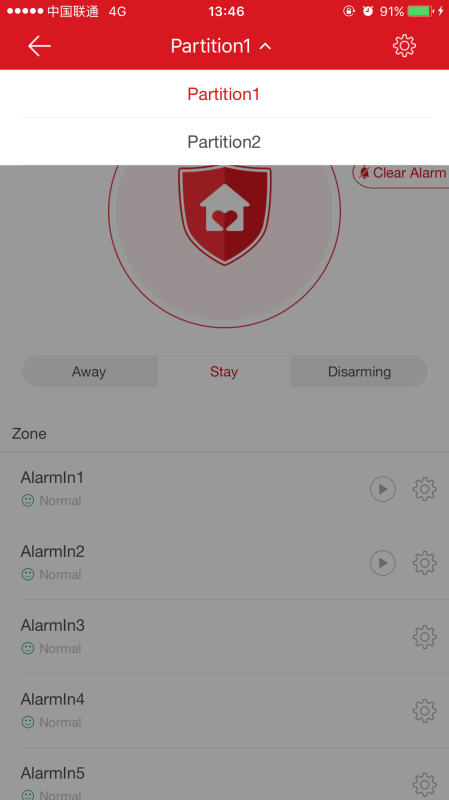 中国联通 4G 13:46 91%
Partition1
Partition1
Partition2
Clear Alarm
Away Stay Disarming
Zone
AlarmIn1
Normal
AlarmIn2
Normal
AlarmIn3
Normal
AlarmIn4
Normal
AlarmIn5
Normal